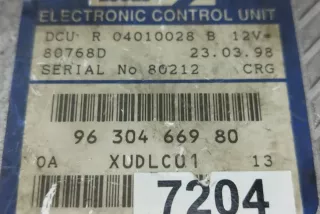 ELECTRONIC CONTROL UNIT
DCU R 04010028 B 12V
80768D 23.03.98
SERIAL No 80212 CRG
96 304 669 80
0A XUDLCU1 13
7204